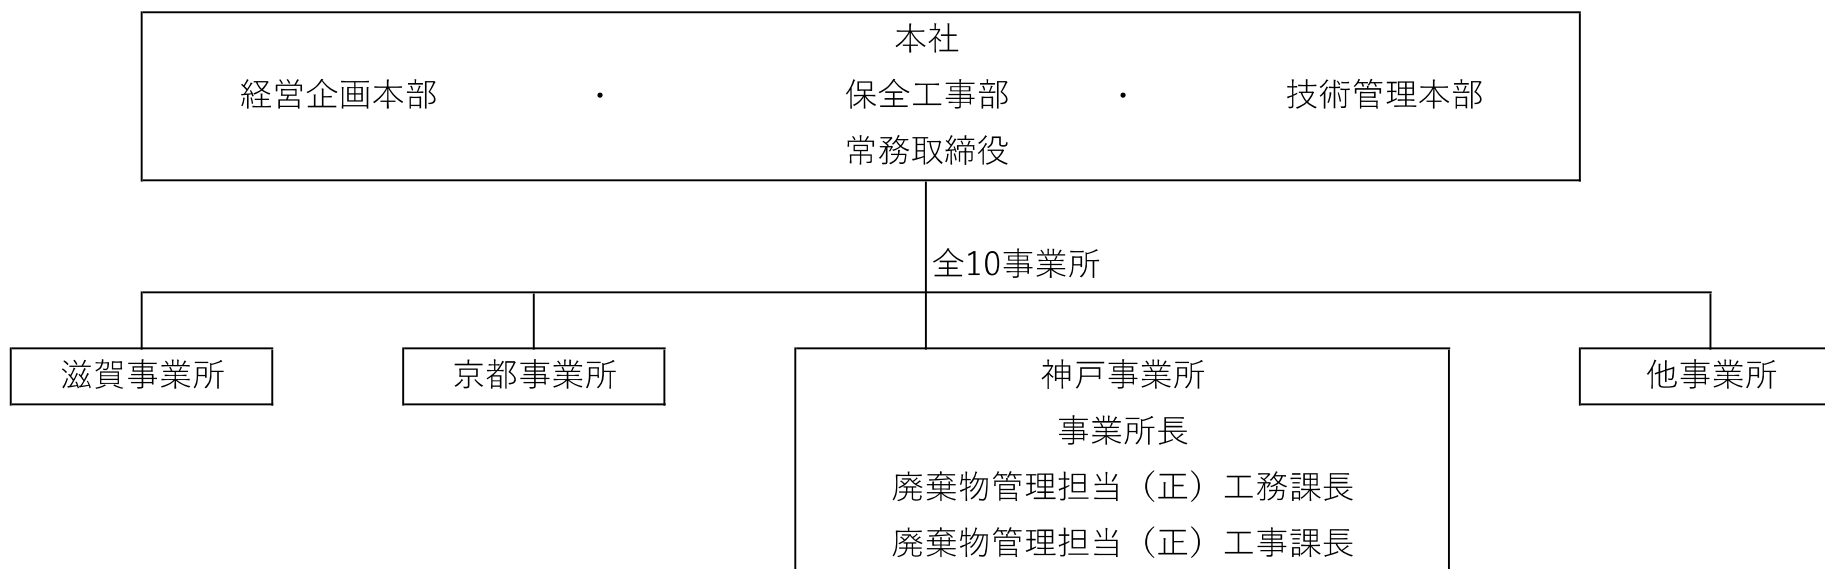 本社
経営企画本部 ・ 保全工事部 ・ 技術管理本部
常務取締役
全10事業所
滋賀事業所 京都事業所 神戸事業所 他事業所
事業所長
廃棄物管理担当（正）工務課長
廃棄物管理担当（正）工事課長